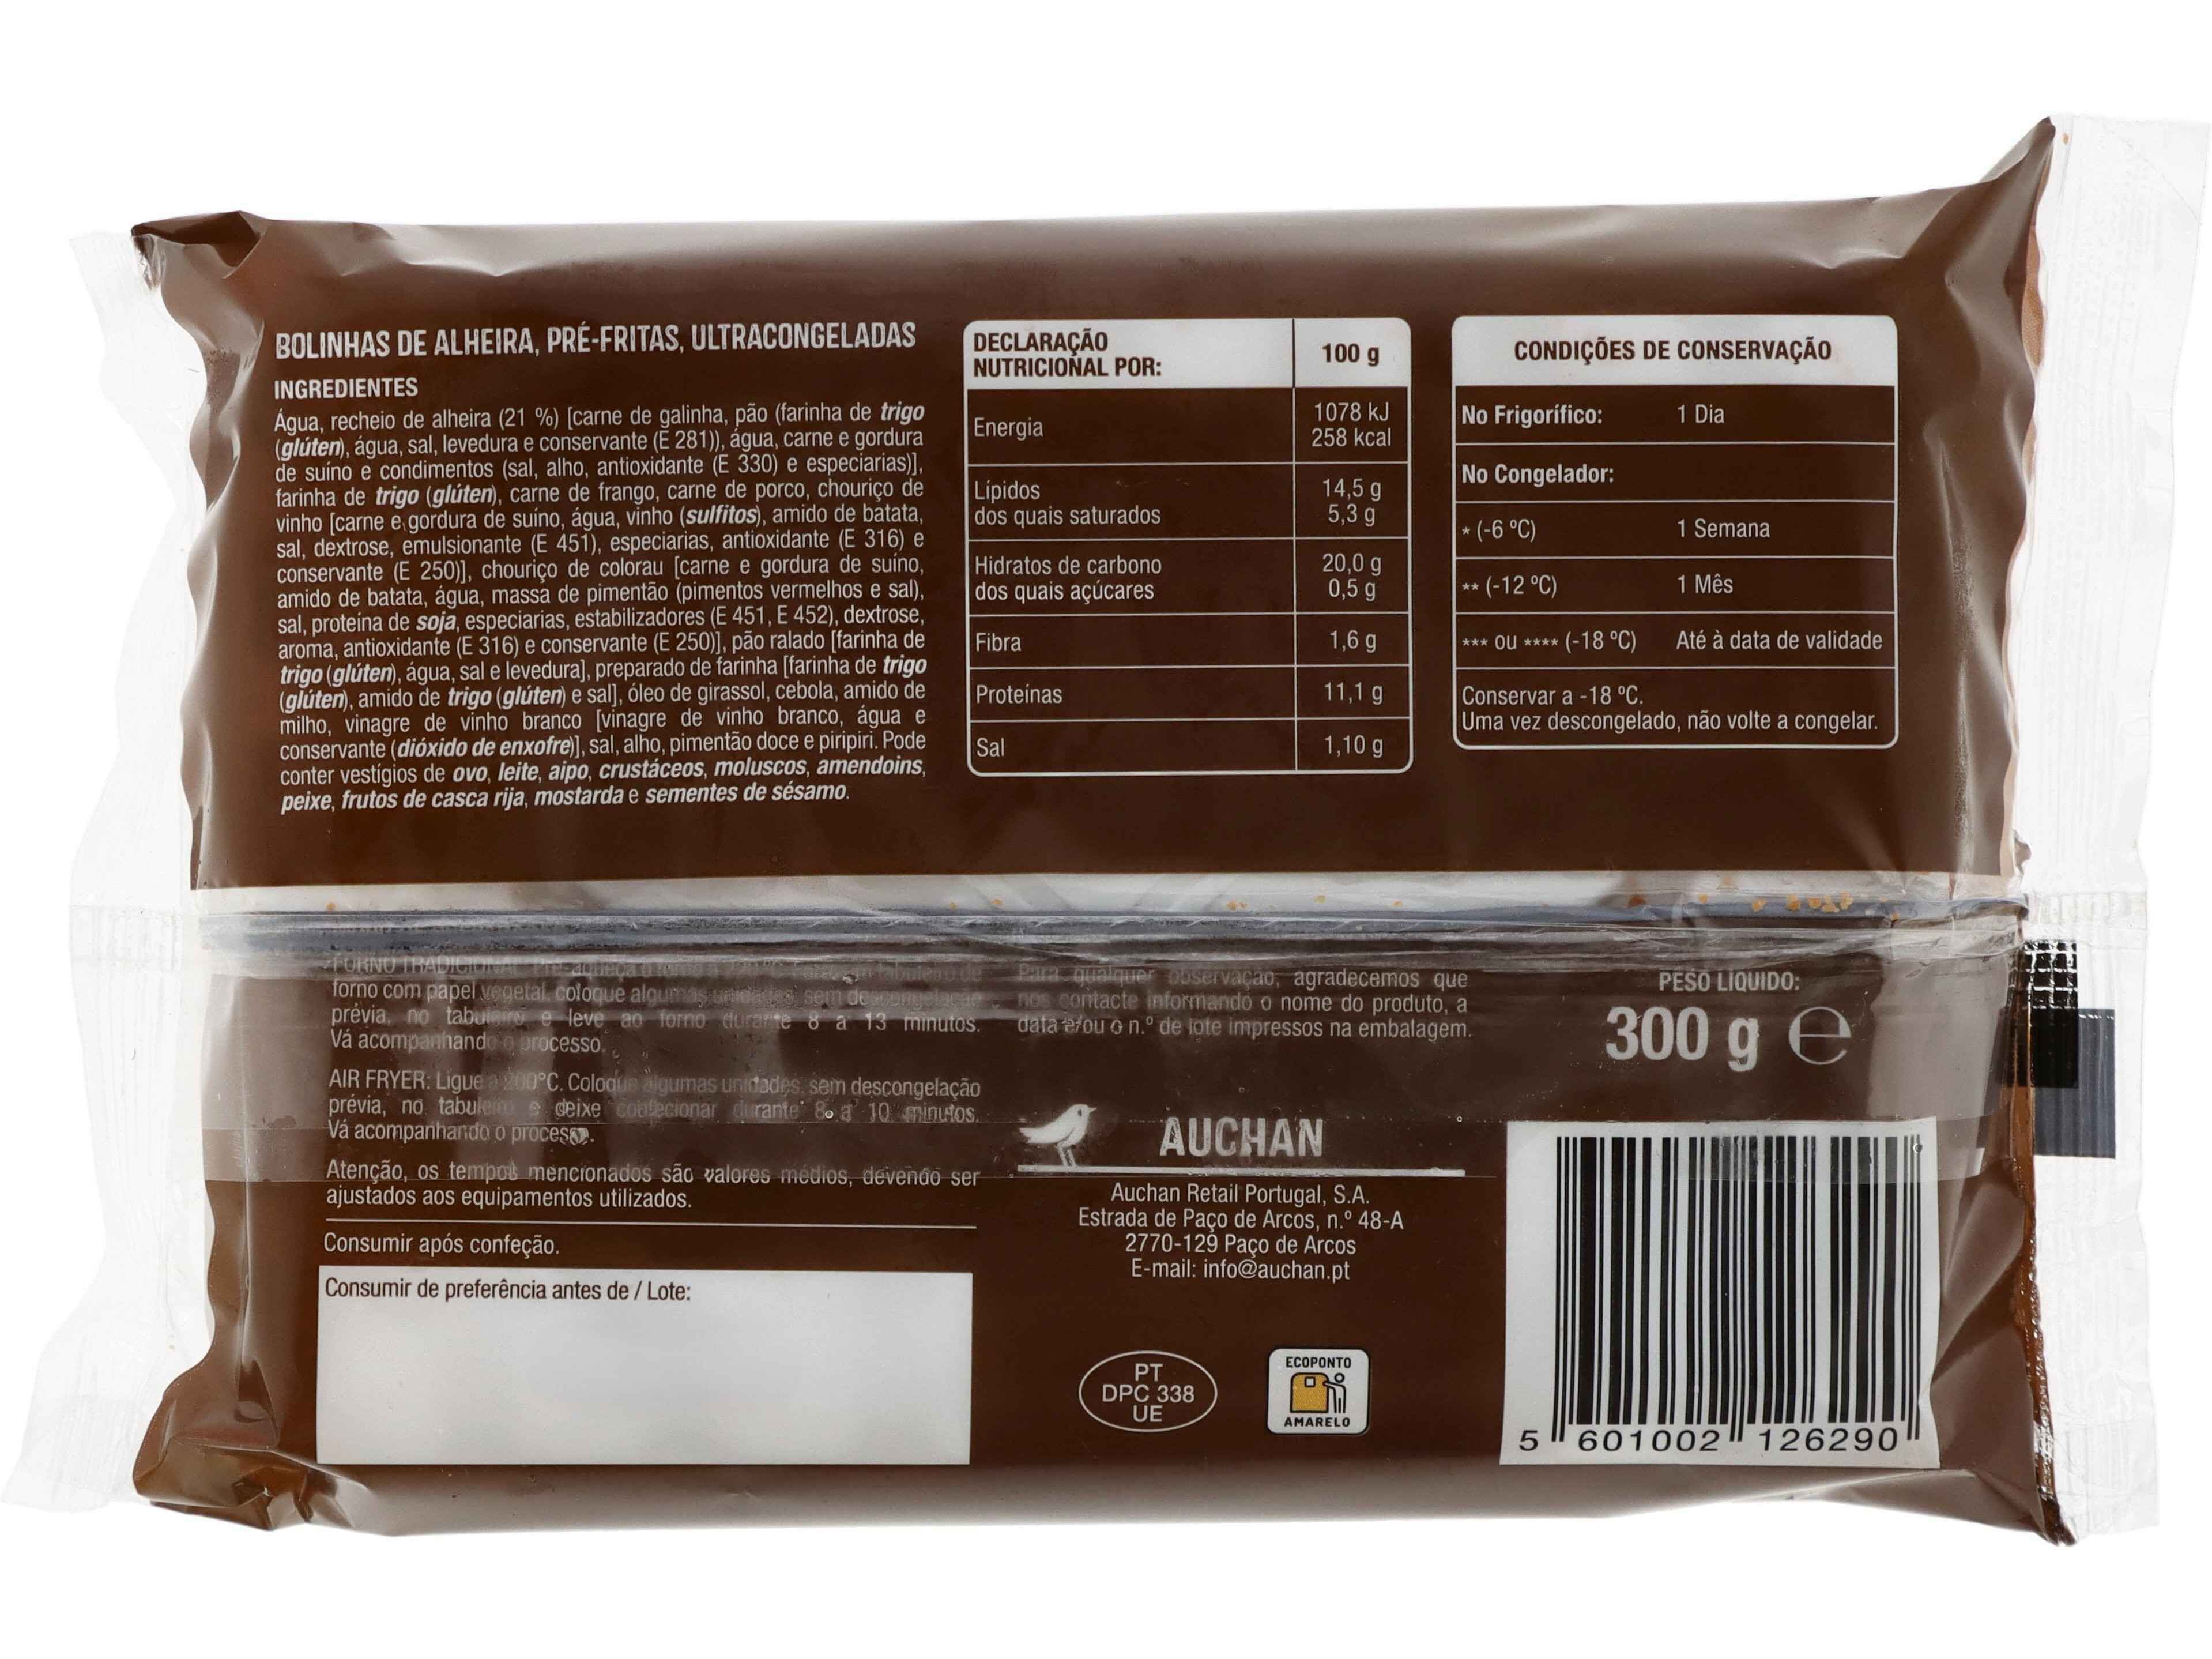 BOLINHAS DE ALHEIRA, PRÉ-FRITAS, ULTRACONGELADAS
INGREDIENTES
Água, recheio de alheira (21 %) [carne de galinha, pão (farinha de trigo
(glúten), água, sal, levedura e conservante (E 281)), água, carne e gordura
de suíno e condimentos (sal, alho, antioxidante (E 330) e especiarias)],
farinha de trigo (glúten), carne de frango, carne de porco, chouriço de
vinho [carne e gordura de suíno, água, vinho (sulfitos), amido de batata,
sal, dextrose, emulsionante (E 451), especiarias, antioxidante (E 316) e
conservante (E 250)], chouriço de colorau [carne e gordura de suíno,
amido de batata, água, massa de pimentão (pimentos vermelhos e sal),
sal, proteína de soja, especiarias, estabilizadores (E 451, E 452), dextrose,
aroma, antioxidante (E 316) e conservante (E 250)], pão ralado [farinha de
trigo (glúten), água, sal e levedura], preparado de farinha [farinha de trigo
(glúten), amido de trigo (glúten) e sal], óleo de girassol, cebola, amido de
milho, vinagre de vinho branco [vinagre de vinho branco, água e
conservante (dióxido de enxofre)], sal, alho, pimentão doce e piripiri. Pode
conter vestígios de ovo, leite, aipo, crustáceos, moluscos, amendoins,
peixe, frutos de casca rija, mostarda e sementes de sésamo.
DECLARAÇÃO
NUTRICIONAL POR: 100 g
Energia 1078 kJ
258 kcal
Lípidos 14,5 g
dos quais saturados 5,3 g
Hidratos de carbono 20,0 g
dos quais açúcares 0,5 g
Fibra 1,6 g
Proteínas 11,1 g
Sal 1,10 g
CONDIÇÕES DE CONSERVAÇÃO
No Frigorífico: 1 Dia
No Congelador:
* (-6 ºC) 1 Semana
** (-12 ºC) 1 Mês
*** ou **** (-18 ºC) Até à data de validade
Conservar a -18 ºC.
Uma vez descongelado, não volte a congelar.
FORNO TRADICIONAL tabuleiro de
forno com papel vegetal, coloque algumas unidades, sem descongelação
prévia, no tabuleiro e leve ao forno durante 8 a 13 minutos.
Vá acompanhando o processo.
AIR FRYER: Ligue a 200°C. Coloque algumas unidades, sem descongelação
prévia, no tabuleiro e deixe confecionar durante 8 a 10 minutos.
Vá acompanhando o processo.
Atenção, os tempos mencionados são valores médios, devendo ser
ajustados aos equipamentos utilizados.
Consumir após confeção.
Consumir de preferência antes de / Lote:
Para qualquer observação, agradecemos que
nos contacte informando o nome do produto, a
data e/ou o n.º de lote impressos na embalagem.
AUCHAN
Auchan Retail Portugal, S.A.
Estrada de Paço de Arcos, n.º 48-A
2770-129 Paço de Arcos
E-mail: info@auchan.pt
PT
DPC 338
UE
ECOPONTO
AMARELO
PESO LÍQUIDO:
300 g e
5 601002 126290